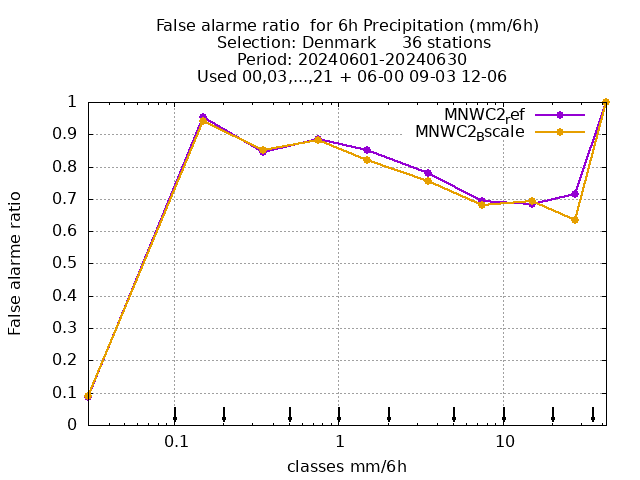 False alarme ratio  for 6h Precipitation (mm/6h)
Selection: Denmark     36 stations
Period: 20240601-20240630
Used 00,03,...,21 + 06-00 09-03 12-06
MNWC2ref
MNWC2Bscale
False alarme ratio
1
0.9
0.8
0.7
0.6
0.5
0.4
0.3
0.2
0.1
0
0.1 1 10
classes mm/6h